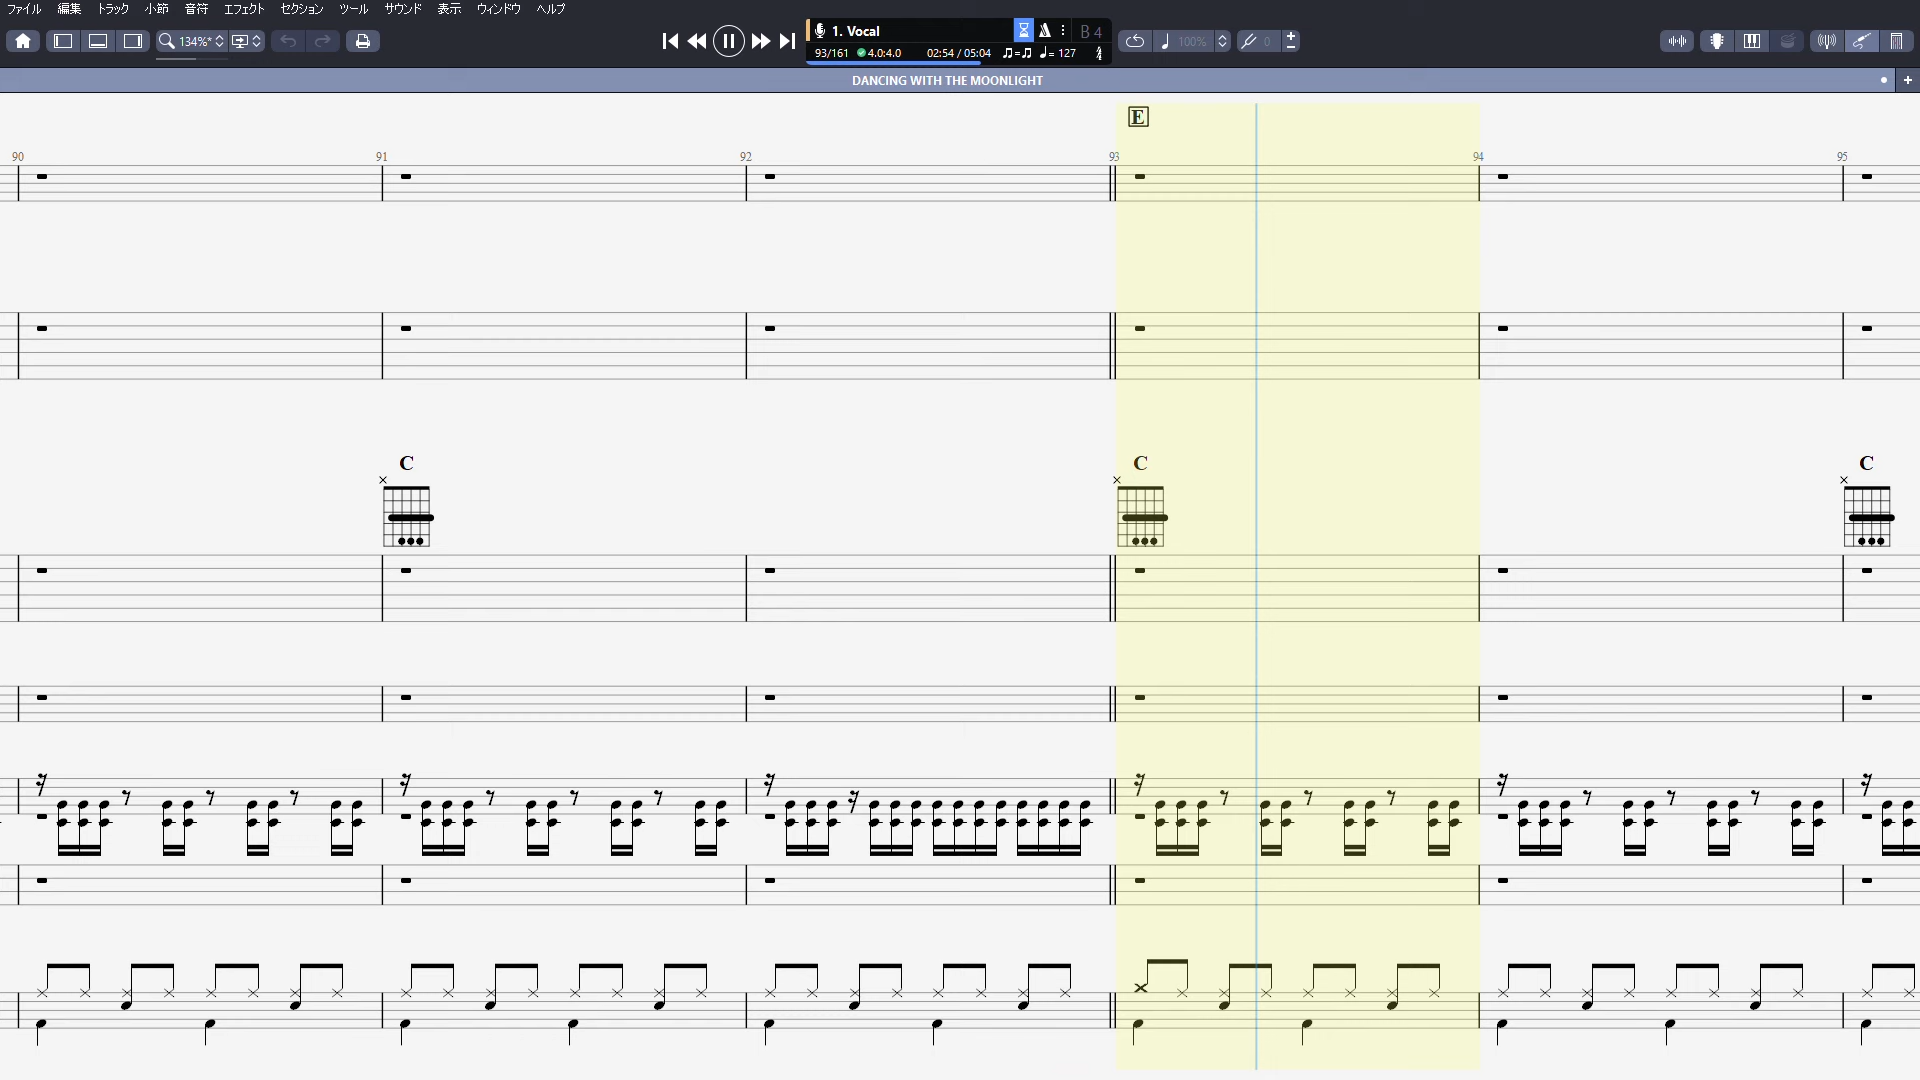 ファイル 編集 トラック 小節 音符 エフェクト セクション ツール サウンド 表示 ウィンドウ ヘルプ
134%*
1. Vocal
B 4
93/161 4.0:4.0 02:54 / 05:04 = 127
100%
0
DANCING WITH THE MOONLIGHT
E
90 91 92 93 94 95
C C C